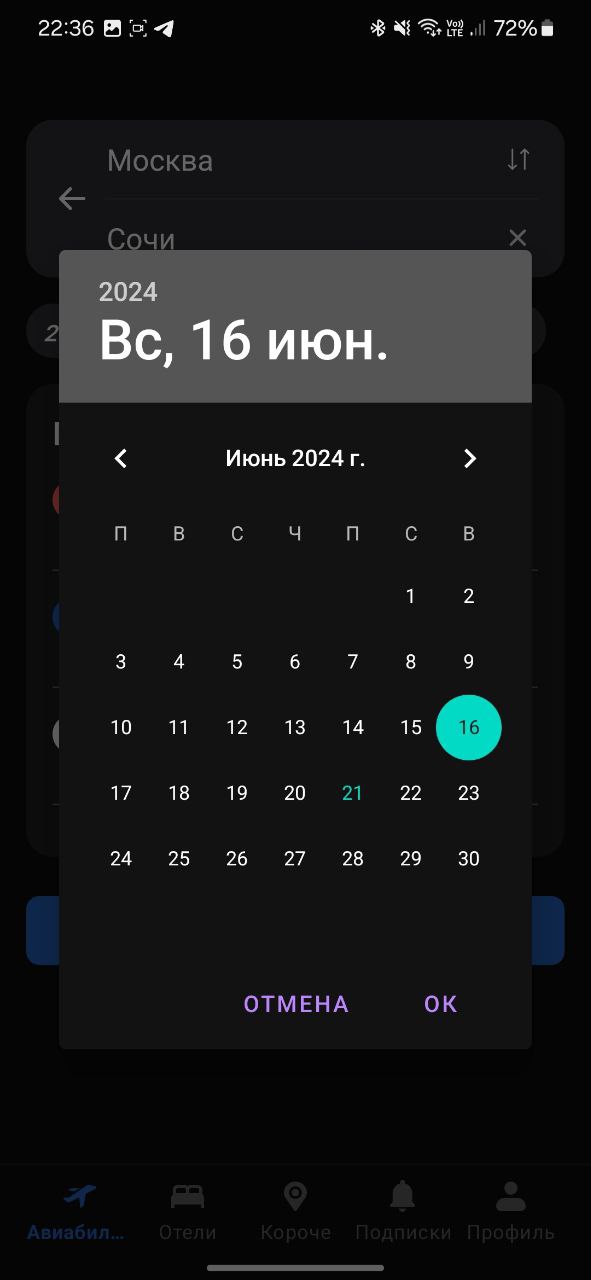 22:36 Vo)) LTE 72%
Москва
Сочи
2024
Вс, 16 июн.
Июнь 2024 г.
П В С Ч П С В
1 2
3 4 5 6 7 8 9
10 11 12 13 14 15 16
17 18 19 20 21 22 23
24 25 26 27 28 29 30
ОТМЕНА ОК
Авиабил... Отели Короче Подписки Профиль